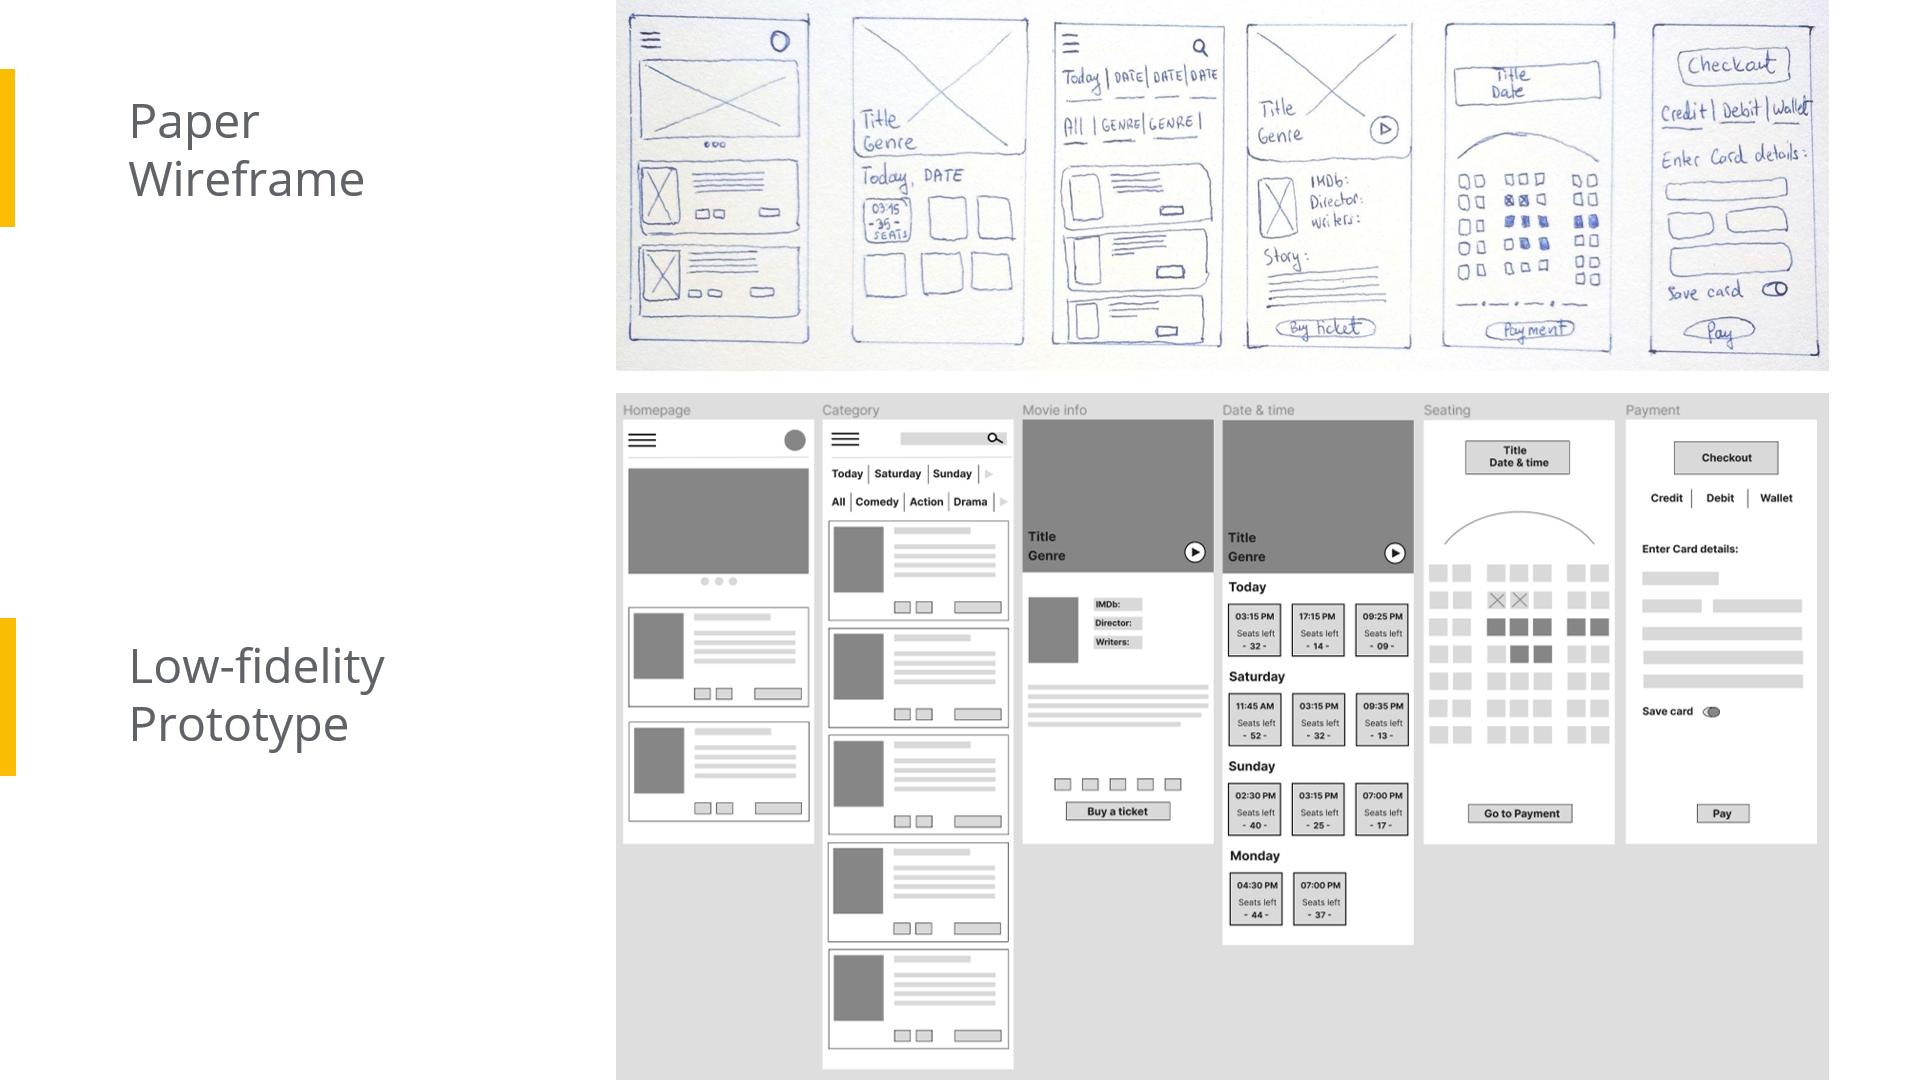 Paper
Wireframe
Title
Genre
Today, DATE
03:15
-35-
SEATS
Today | DATE | DATE | DATE
All | GENRE | GENRE |
Title
Genre
IMDb:
Director:
Writers:
Story:
Buy ticket
Title
Date
Payment
Checkout
Credit | Debit | Wallet
Enter Card details:
Save card
Pay
Low-fidelity
Prototype
Homepage
Category
Today | Saturday | Sunday
All | Comedy | Action | Drama
Movie info
Title
Genre
IMDb:
Director:
Writers:
Buy a ticket
Date & time
Title
Genre
Today
03:15 PM 17:15 PM 09:25 PM
Seats left Seats left Seats left
- 32 - - 14 - - 09 -
Saturday
11:45 AM 03:15 PM 09:35 PM
Seats left Seats left Seats left
- 52 - - 32 - - 13 -
Sunday
02:30 PM 03:15 PM 07:00 PM
Seats left Seats left Seats left
- 40 - - 25 - - 17 -
Monday
04:30 PM 07:00 PM
Seats left Seats left
- 44 - - 37 -
Seating
Title
Date & time
Go to Payment
Payment
Checkout
Credit | Debit | Wallet
Enter Card details:
Save card
Pay